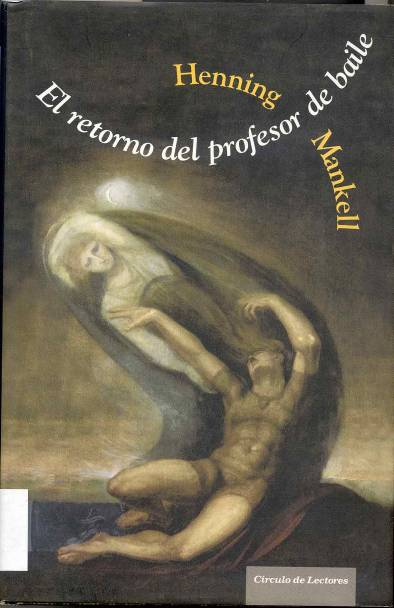 Henning
El retorno del profesor de baile
Mankell
Círculo de Lectores